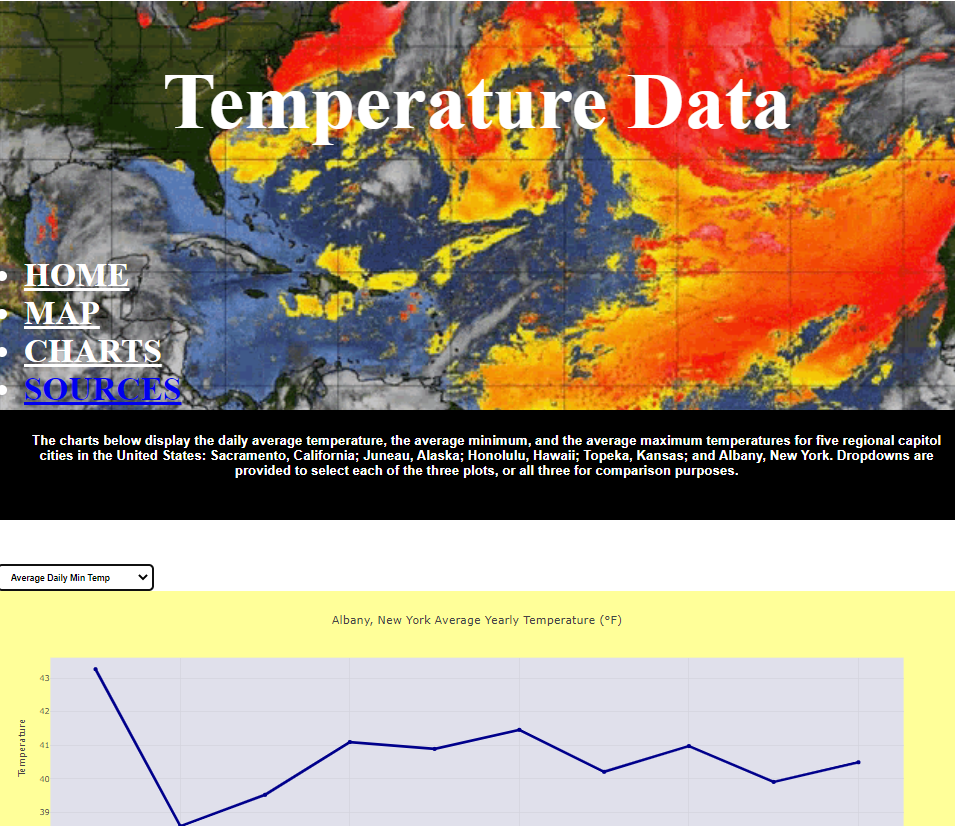 Temperature Data
HOME
MAP
CHARTS
SOURCES
The charts below display the daily average temperature, the average minimum, and the average maximum temperatures for five regional capitol
cities in the United States: Sacramento, California; Juneau, Alaska; Honolulu, Hawaii; Topeka, Kansas; and Albany, New York. Dropdowns are
provided to select each of the three plots, or all three for comparison purposes.
Average Daily Min Temp
Albany, New York Average Yearly Temperature (°F)
43
42
41
40
39
Temperature